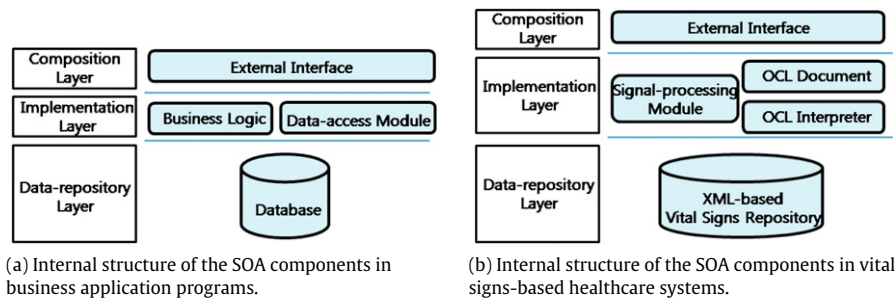 Composition
Layer
External Interface
Implementation
Layer
Business Logic
Data-access Module
Data-repository
Layer
Database
(a) Internal structure of the SOA components in
business application programs.
Composition
Layer
External Interface
Implementation
Layer
Signal-processing
Module
OCL Document
OCL Interpreter
Data-repository
Layer
XML-based
Vital Signs Repository
(b) Internal structure of the SOA components in vital
signs-based healthcare systems.